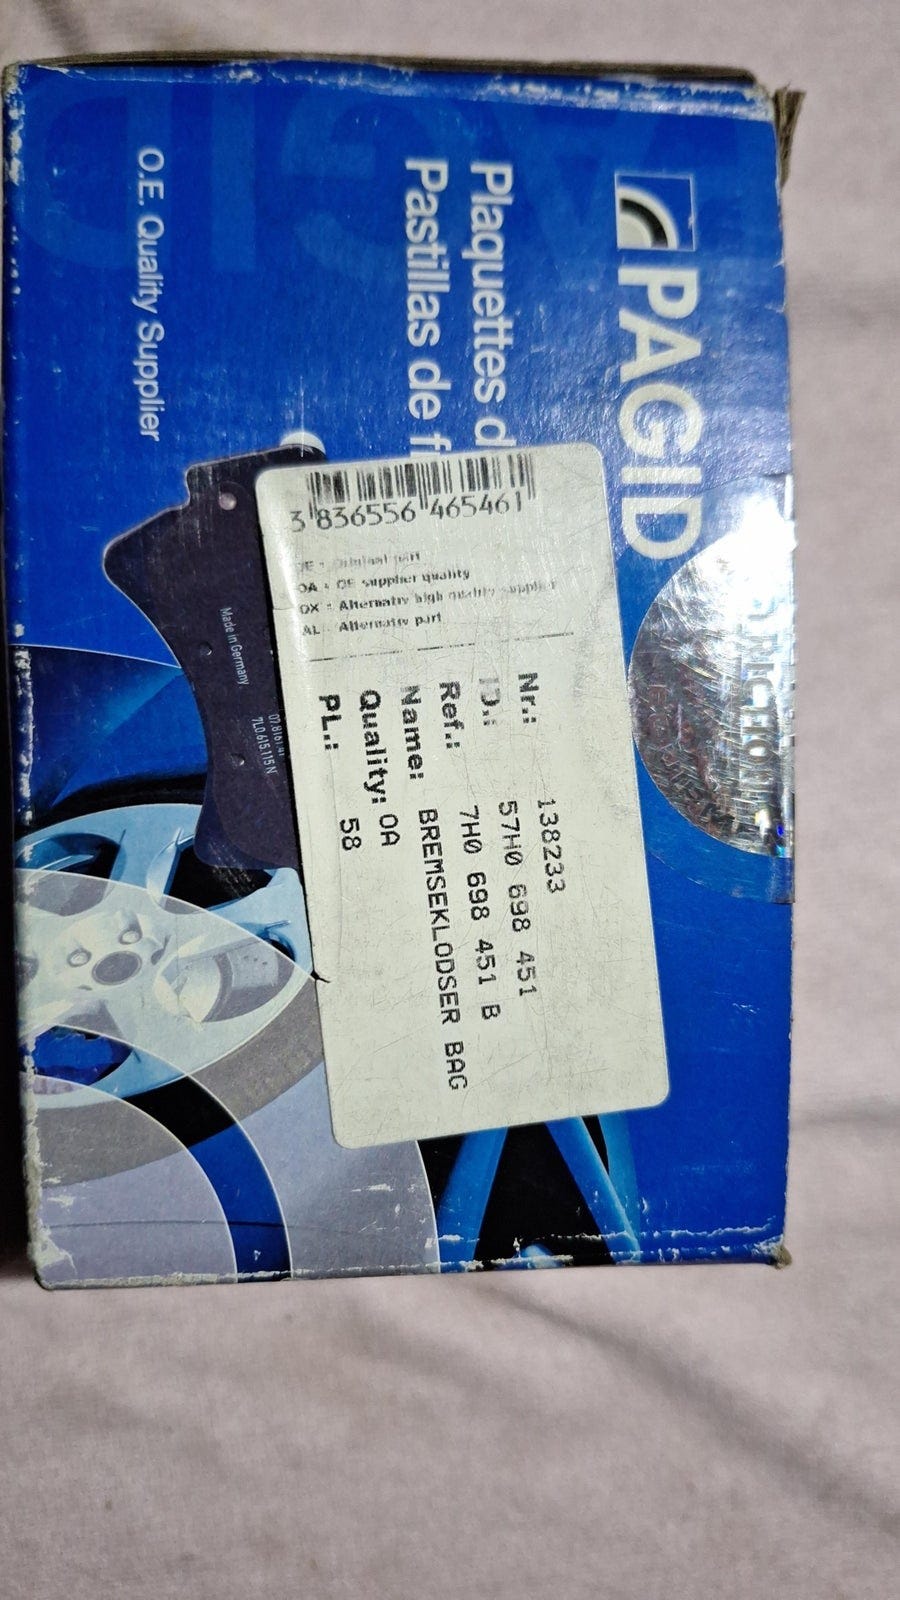 PAGID
Plaquettes d
Pastillas de f
O.E. Quality Supplier
FRICTION
Made in Germany
7L0.615.115 N
3 836556 465461
OE = Original part
OA = OE supplier quality
OX = Alternativ high quality supplier
AL = Alternativ part
Nr.: 138233
ID.: 57H0 698 451
Ref.: 7H0 698 451 B
Name: BREMSEKLODSER BAG
Quality: OA
PL.: 58